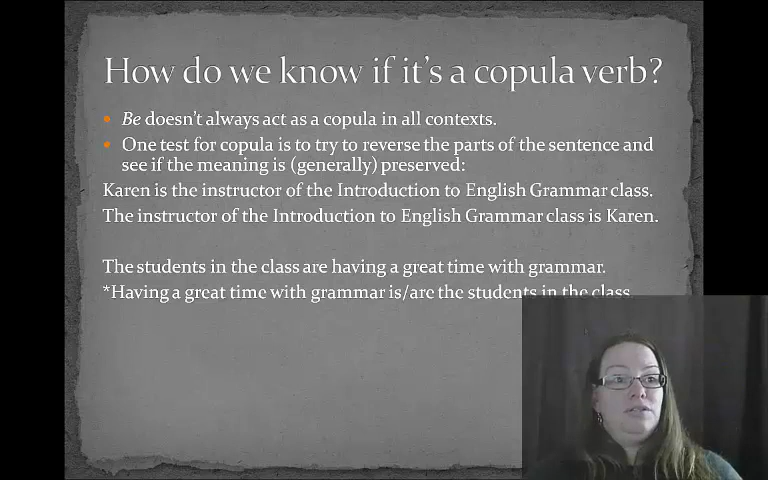 How do we know if it's a copula verb?
Be doesn't always act as a copula in all contexts.
One test for copula is to try to reverse the parts of the sentence and
see if the meaning is (generally) preserved:
Karen is the instructor of the Introduction to English Grammar class.
The instructor of the Introduction to English Grammar class is Karen.
The students in the class are having a great time with grammar.
*Having a great time with grammar is/are the students in the class.